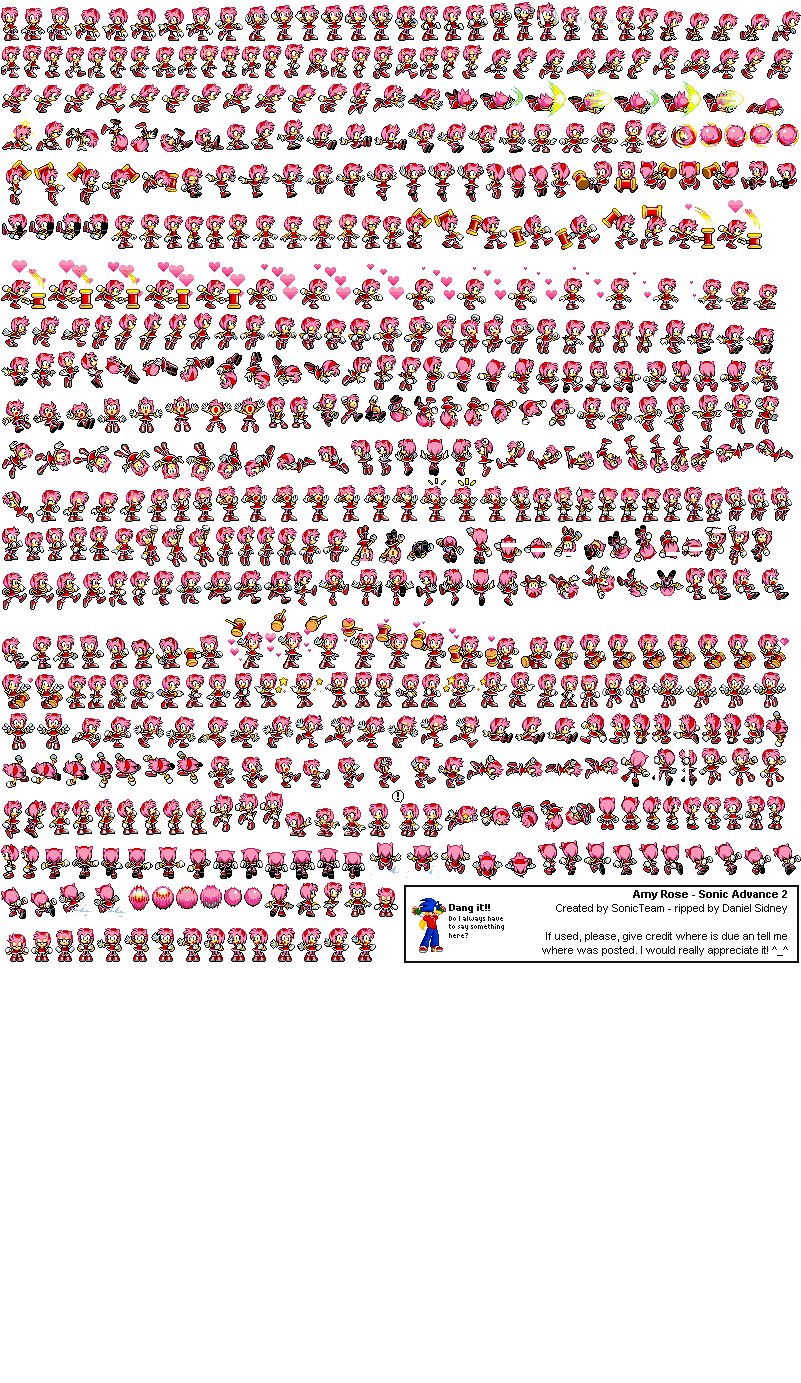 !
Amy Rose - Sonic Advance 2
Created by SonicTeam - ripped by Daniel Sidney
Dang it!!
Do I always have
to say something
here?
If used, please, give credit where is due an tell me
where was posted. I would really appreciate it! ^_^